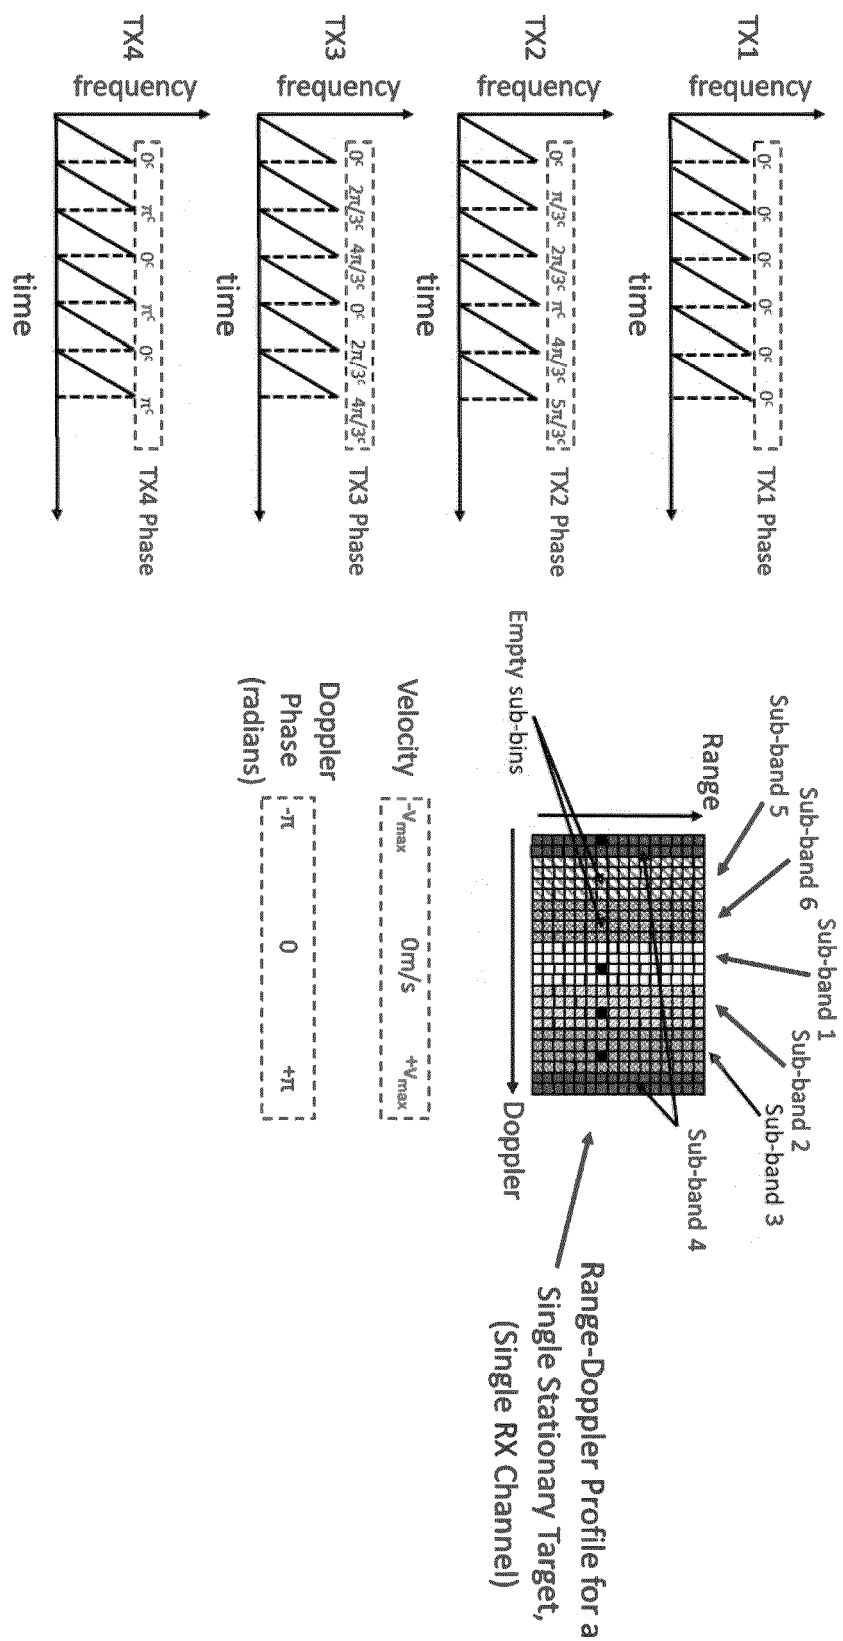 TX1
frequency
0ᶜ 0ᶜ 0ᶜ 0ᶜ 0ᶜ 0ᶜ
TX1 Phase
time
TX2
frequency
0ᶜ π/3ᶜ 2π/3ᶜ πᶜ 4π/3ᶜ 5π/3ᶜ
TX2 Phase
time
TX3
frequency
0ᶜ 2π/3ᶜ 4π/3ᶜ 0ᶜ 2π/3ᶜ 4π/3ᶜ
TX3 Phase
time
TX4
frequency
0ᶜ πᶜ 0ᶜ πᶜ 0ᶜ πᶜ
TX4 Phase
time
Sub-band 1
Sub-band 6
Sub-band 2
Sub-band 5
Sub-band 3
Range
Sub-band 4
Empty sub-bins
Doppler
Range-Doppler Profile for a
Single Stationary Target,
(Single RX Channel)
Velocity
-Vmax 0m/s +Vmax
Doppler
Phase
(radians)
-π 0 +π